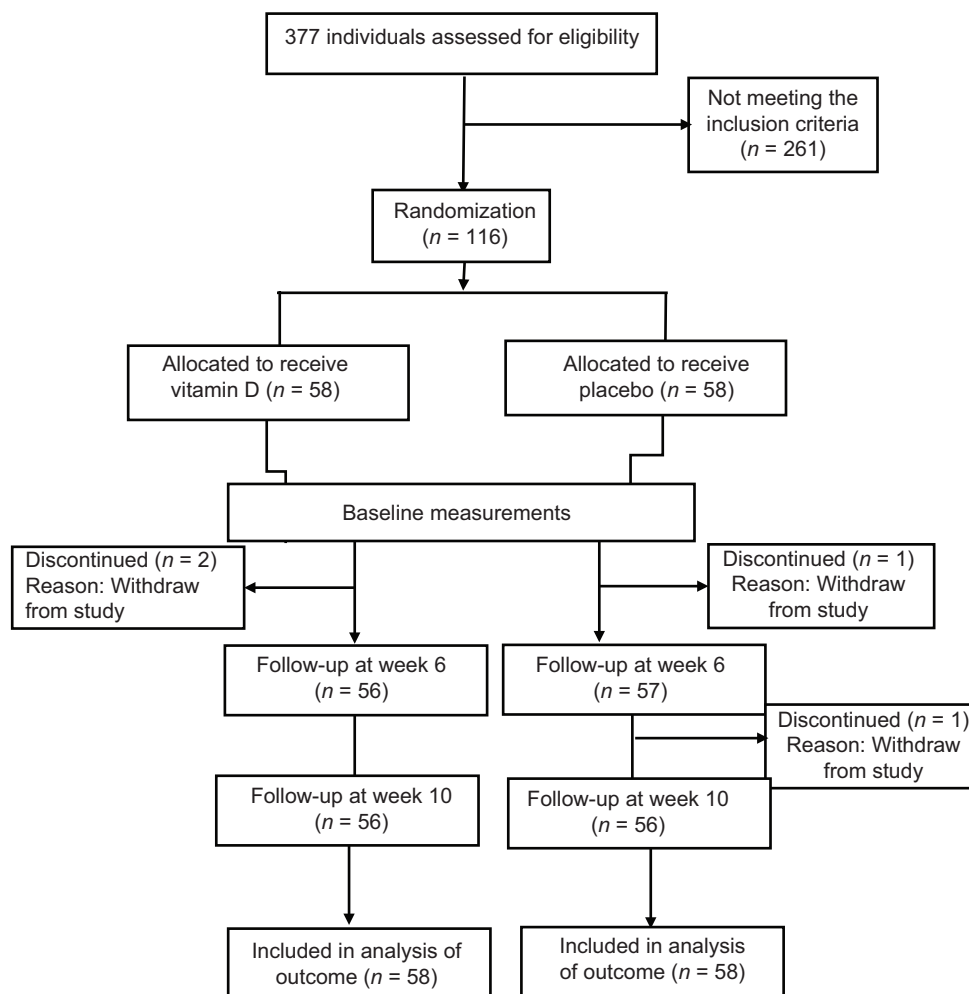 377 individuals assessed for eligibility
Not meeting the
inclusion criteria
(n = 261)
Randomization
(n = 116)
Allocated to receive
vitamin D (n = 58)
Allocated to receive
placebo (n = 58)
Baseline measurements
Discontinued (n = 2)
Reason: Withdraw
from study
Discontinued (n = 1)
Reason: Withdraw
from study
Follow-up at week 6
(n = 56)
Follow-up at week 6
(n = 57)
Discontinued (n = 1)
Reason: Withdraw
from study
Follow-up at week 10
(n = 56)
Follow-up at week 10
(n = 56)
Included in analysis of
outcome (n = 58)
Included in analysis
of outcome (n = 58)